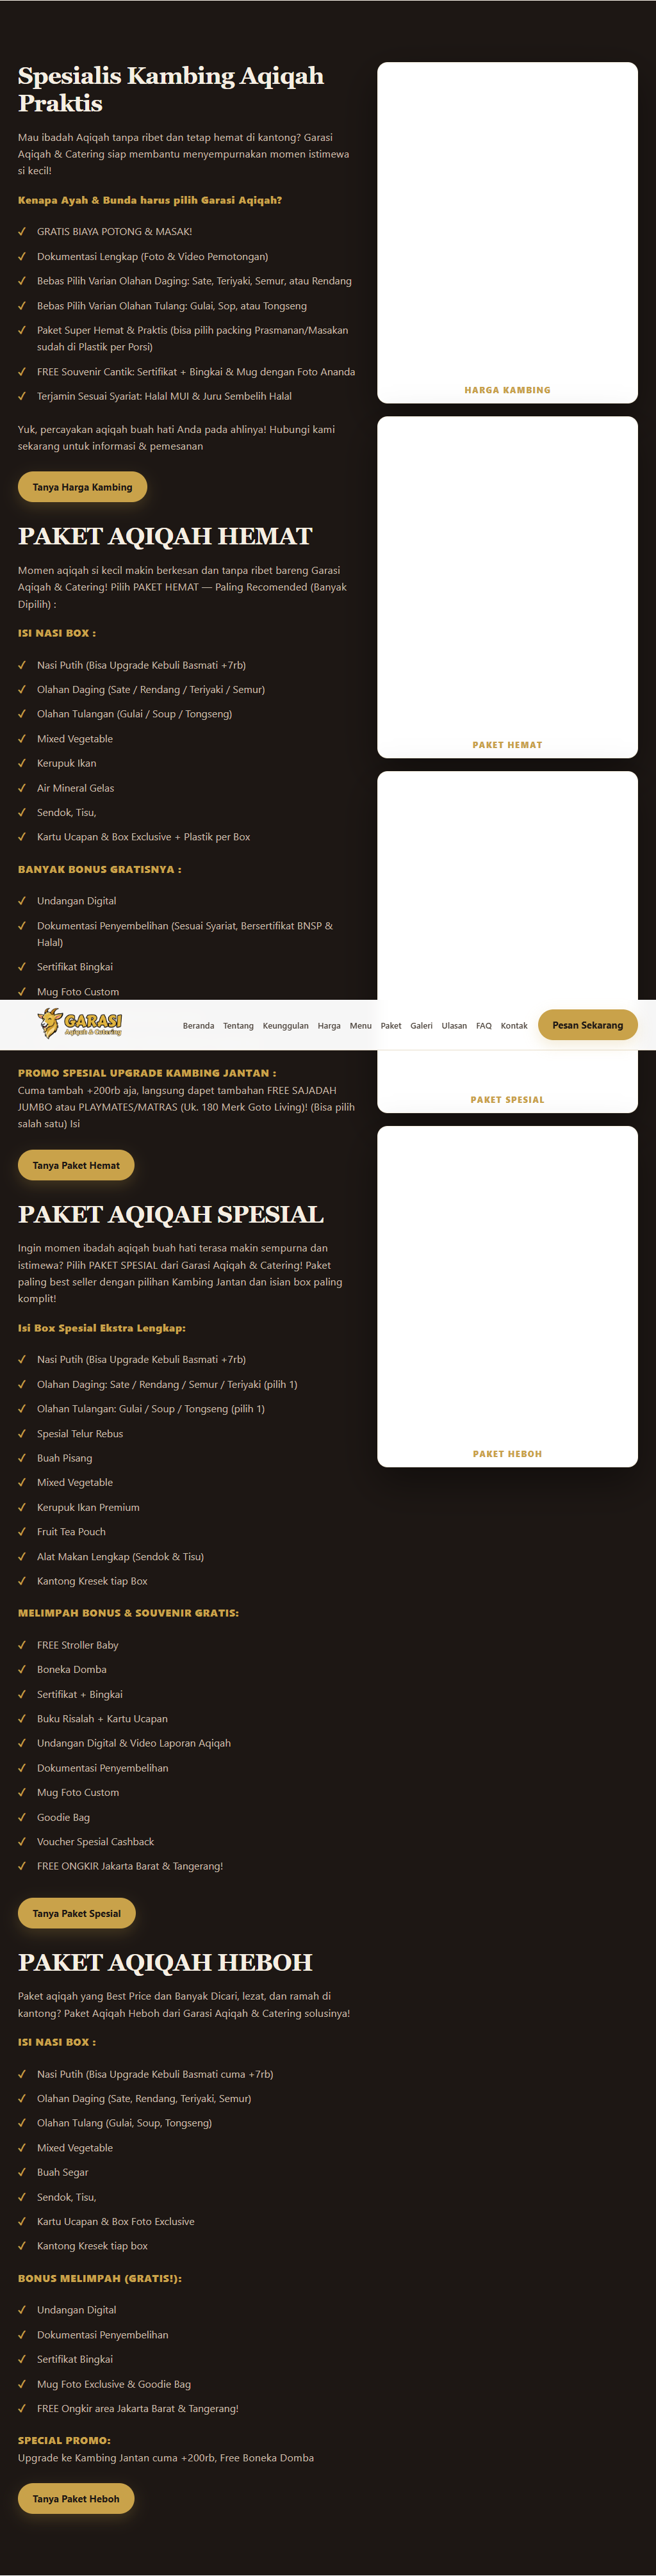 Spesialis Kambing Aqiqah
Praktis
Mau ibadah Aqiqah tanpa ribet dan tetap hemat di kantong? Garasi
Aqiqah & Catering siap membantu menyempurnakan momen istimewa
si kecil!
Kenapa Ayah & Bunda harus pilih Garasi Aqiqah?
✓ GRATIS BIAYA POTONG & MASAK!
✓ Dokumentasi Lengkap (Foto & Video Pemotongan)
✓ Bebas Pilih Varian Olahan Daging: Sate, Teriyaki, Semur, atau Rendang
✓ Bebas Pilih Varian Olahan Tulang: Gulai, Sop, atau Tongseng
✓ Paket Super Hemat & Praktis (bisa pilih packing Prasmanan/Masakan
sudah di Plastik per Porsi)
✓ FREE Souvenir Cantik: Sertifikat + Bingkai & Mug dengan Foto Ananda
✓ Terjamin Sesuai Syariat: Halal MUI & Juru Sembelih Halal
Yuk, percayakan aqiqah buah hati Anda pada ahlinya! Hubungi kami
sekarang untuk informasi & pemesanan
Tanya Harga Kambing
HARGA KAMBING
PAKET AQIQAH HEMAT
Momen aqiqah si kecil makin berkesan dan tanpa ribet bareng Garasi
Aqiqah & Catering! Pilih PAKET HEMAT — Paling Recomended (Banyak
Dipilih) :
ISI NASI BOX :
✓ Nasi Putih (Bisa Upgrade Kebuli Basmati +7rb)
✓ Olahan Daging (Sate / Rendang / Teriyaki / Semur)
✓ Olahan Tulangan (Gulai / Soup / Tongseng)
✓ Mixed Vegetable
✓ Kerupuk Ikan
✓ Air Mineral Gelas
✓ Sendok, Tisu,
✓ Kartu Ucapan & Box Exclusive + Plastik per Box
PAKET HEMAT
BANYAK BONUS GRATISNYA :
✓ Undangan Digital
✓ Dokumentasi Penyembelihan (Sesuai Syariat, Bersertifikat BNSP &
Halal)
✓ Sertifikat Bingkai
✓ Mug Foto Custom
GARASI
Aqiqah & Catering
Beranda Tentang Keunggulan Harga Menu Paket Galeri Ulasan FAQ Kontak Pesan Sekarang
PROMO SPESIAL UPGRADE KAMBING JANTAN :
Cuma tambah +200rb aja, langsung dapet tambahan FREE SAJADAH
JUMBO atau PLAYMATES/MATRAS (Uk. 180 Merk Goto Living)! (Bisa pilih
salah satu) Isi
Tanya Paket Hemat
PAKET SPESIAL
PAKET AQIQAH SPESIAL
Ingin momen ibadah aqiqah buah hati terasa makin sempurna dan
istimewa? Pilih PAKET SPESIAL dari Garasi Aqiqah & Catering! Paket
paling best seller dengan pilihan Kambing Jantan dan isian box paling
komplit!
Isi Box Spesial Ekstra Lengkap:
✓ Nasi Putih (Bisa Upgrade Kebuli Basmati +7rb)
✓ Olahan Daging: Sate / Rendang / Semur / Teriyaki (pilih 1)
✓ Olahan Tulangan: Gulai / Soup / Tongseng (pilih 1)
✓ Spesial Telur Rebus
✓ Buah Pisang
✓ Mixed Vegetable
✓ Kerupuk Ikan Premium
✓ Fruit Tea Pouch
✓ Alat Makan Lengkap (Sendok & Tisu)
✓ Kantong Kresek tiap Box
PAKET HEBOH
MELIMPAH BONUS & SOUVENIR GRATIS:
✓ FREE Stroller Baby
✓ Boneka Domba
✓ Sertifikat + Bingkai
✓ Buku Risalah + Kartu Ucapan
✓ Undangan Digital & Video Laporan Aqiqah
✓ Dokumentasi Penyembelihan
✓ Mug Foto Custom
✓ Goodie Bag
✓ Voucher Spesial Cashback
✓ FREE ONGKIR Jakarta Barat & Tangerang!
Tanya Paket Spesial
PAKET AQIQAH HEBOH
Paket aqiqah yang Best Price dan Banyak Dicari, lezat, dan ramah di
kantong? Paket Aqiqah Heboh dari Garasi Aqiqah & Catering solusinya!
ISI NASI BOX :
✓ Nasi Putih (Bisa Upgrade Kebuli Basmati cuma +7rb)
✓ Olahan Daging (Sate, Rendang, Teriyaki, Semur)
✓ Olahan Tulang (Gulai, Soup, Tongseng)
✓ Mixed Vegetable
✓ Buah Segar
✓ Sendok, Tisu,
✓ Kartu Ucapan & Box Foto Exclusive
✓ Kantong Kresek tiap box
BONUS MELIMPAH (GRATIS!):
✓ Undangan Digital
✓ Dokumentasi Penyembelihan
✓ Sertifikat Bingkai
✓ Mug Foto Exclusive & Goodie Bag
✓ FREE Ongkir area Jakarta Barat & Tangerang!
SPECIAL PROMO:
Upgrade ke Kambing Jantan cuma +200rb, Free Boneka Domba
Tanya Paket Heboh